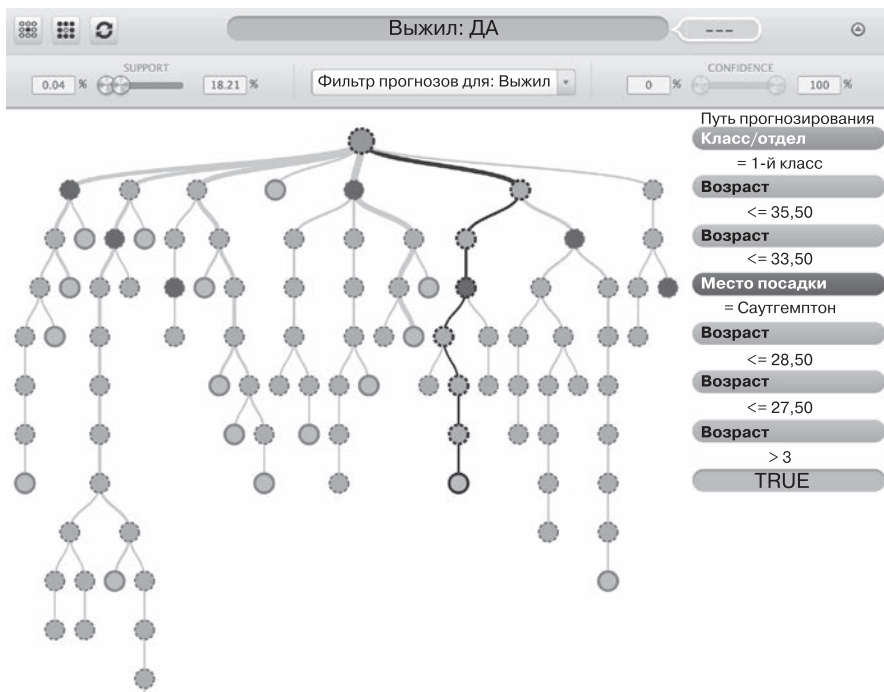 Выжил: ДА
---
SUPPORT
0.04 %
18.21 %
Фильтр прогнозов для: Выжил
CONFIDENCE
0 %
100 %
Путь прогнозирования
Класс/отдел
= 1-й класс
Возраст
<= 35,50
Возраст
<= 33,50
Место посадки
= Саутгемптон
Возраст
<= 28,50
Возраст
<= 27,50
Возраст
> 3
TRUE